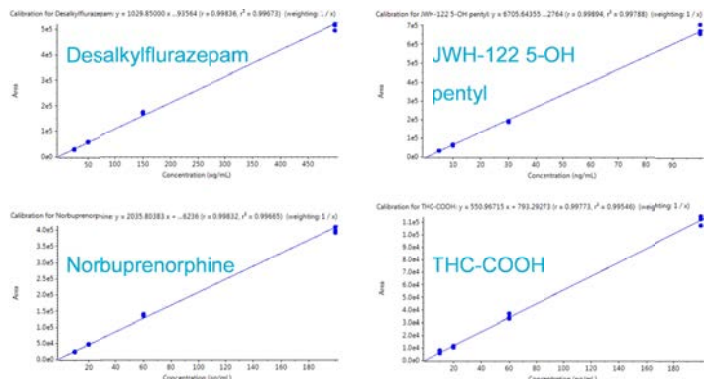 Calibration for Desalkylflurazepam: y = 1029.85000 x ...93564 (r = 0.99836, r² = 0.99673) (weighting: 1 / x)
5e5
4e5
3e5
2e5
1e5
0e0
Area
Desalkylflurazepam
50 100 150 200 250 300 350 400 450
Concentration (ng/mL)
Calibration for JWH-122 5-OH pentyl: y = 6705.64355 ...2764 (r = 0.99894, r² = 0.99788) (weighting: 1 / x)
7e5
6e5
5e5
4e5
3e5
2e5
1e5
0e0
Area
JWH-122 5-OH
pentyl
10 20 30 40 50 60 70 80 90
Concentration (ng/mL)
Calibration for Norbuprenorphine: y = 2035.80383 x + ...6236 (r = 0.99832, r² = 0.99665) (weighting: 1 / x)
4.0e5
3.5e5
3.0e5
2.5e5
2.0e5
1.5e5
1.0e5
5.0e4
0.0e0
Area
Norbuprenorphine
20 40 60 80 100 120 140 160 180
Concentration (ng/mL)
Calibration for THC-COOH: y = 550.96715 x + 793.29273 (r = 0.99773, r² = 0.99546) (weighting: 1 / x)
1.1e5
1.0e5
9.0e4
8.0e4
7.0e4
6.0e4
5.0e4
4.0e4
3.0e4
2.0e4
1.0e4
0.0e0
Area
THC-COOH
20 40 60 80 100 120 140 160 180
Concentration (ng/mL)